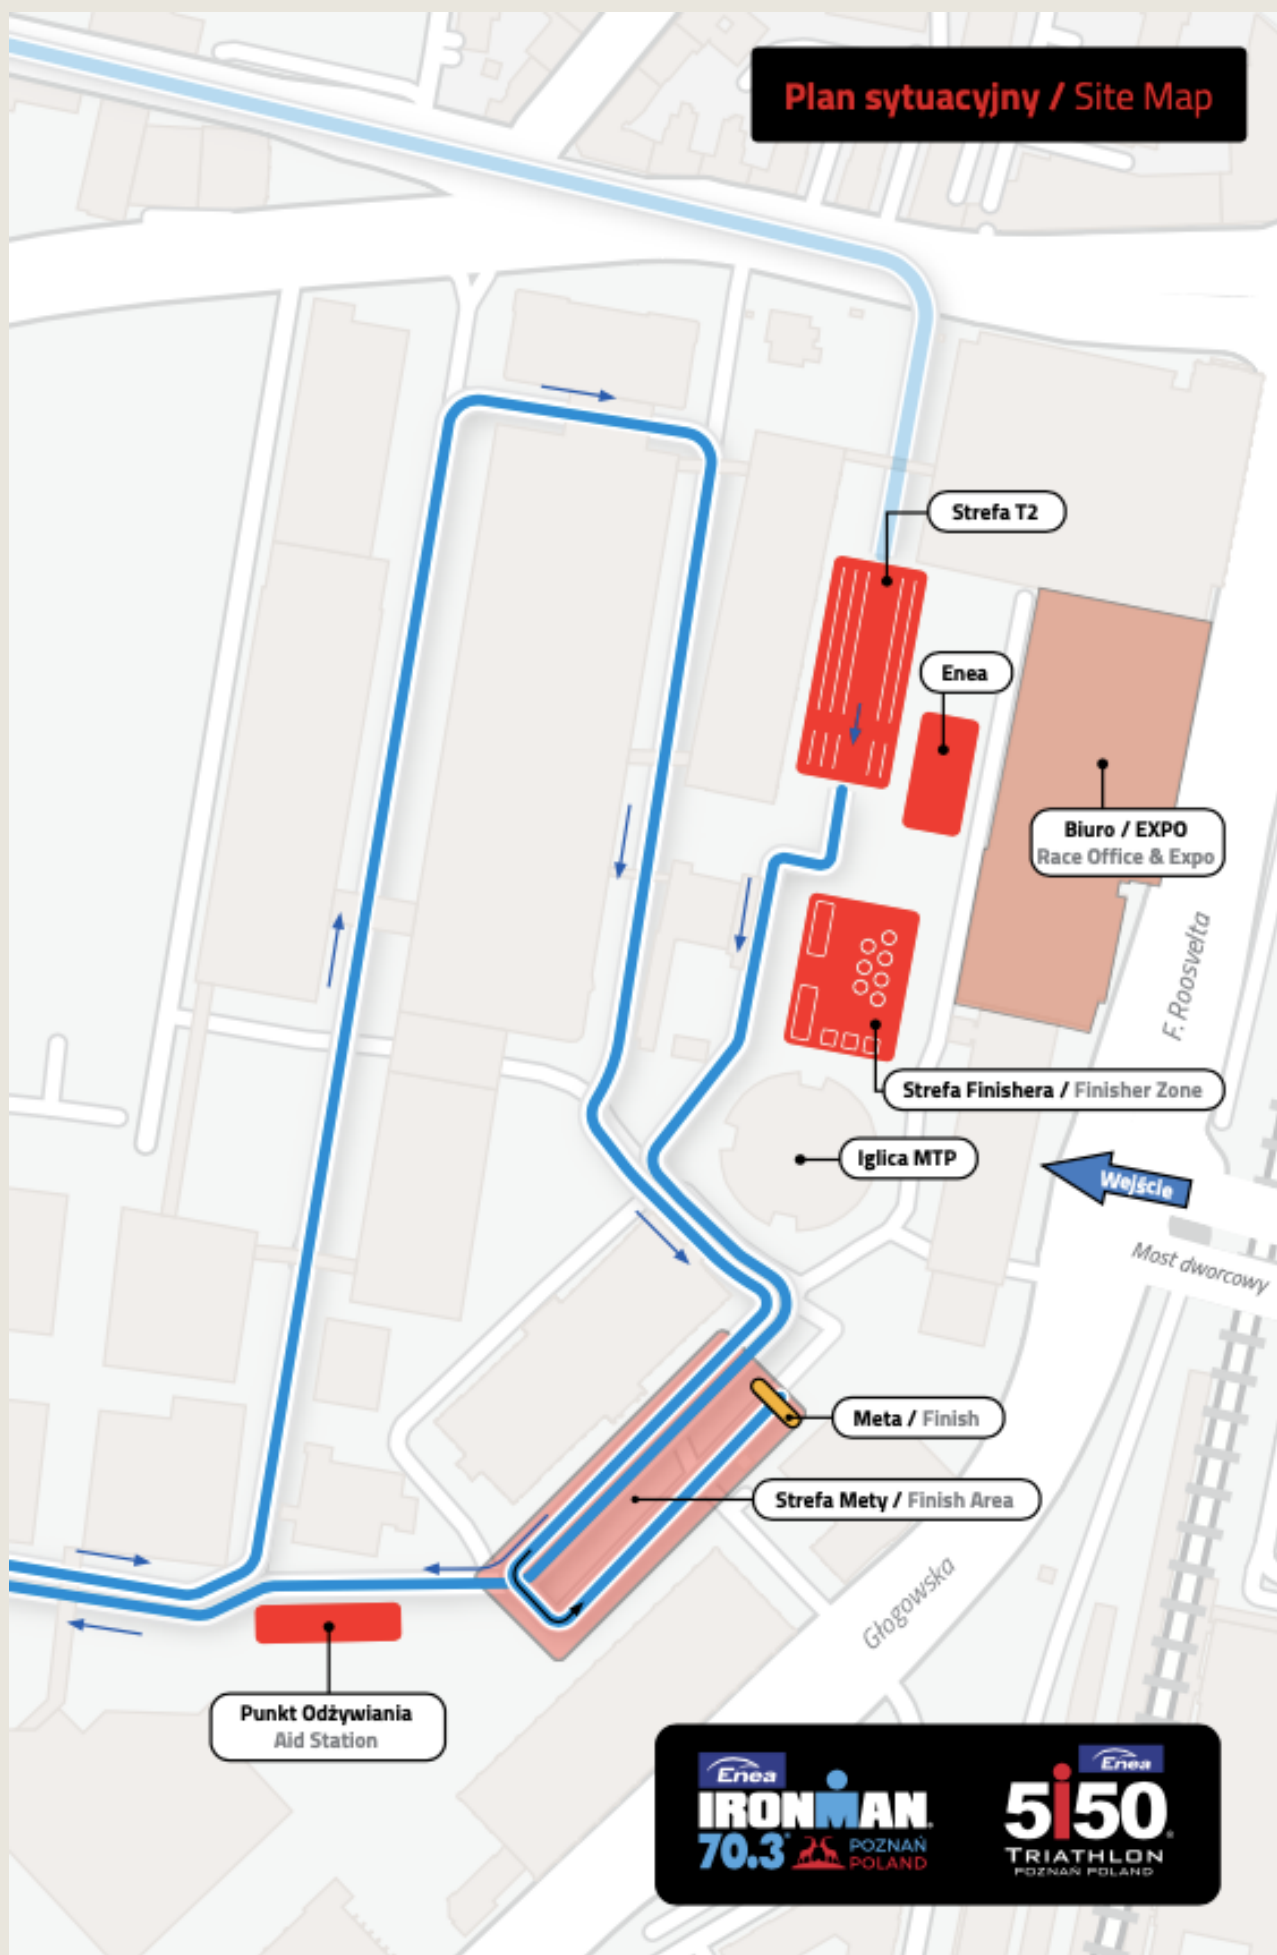 Plan sytuacyjny / Site Map
Strefa T2
Enea
Biuro / EXPO
Race Office & Expo
F. Roosvelta
Strefa Finishera / Finisher Zone
Iglica MTP
Wejście
Most dworcowy
Meta / Finish
Strefa Mety / Finish Area
Głogowska
Punkt Odżywiania
Aid Station
Enea
IRONMAN®
70.3® POZNAŃ
POLAND
Enea
5i50®
TRIATHLON
POZNAŃ POLAND